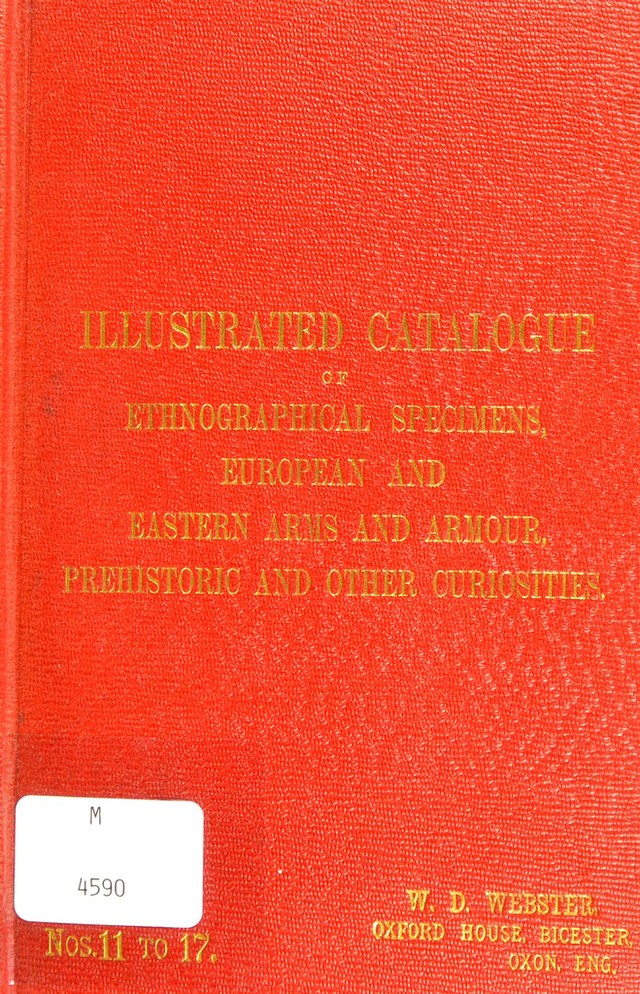 ILLUSTRATED CATALOGUE
OF
ETHNOGRAPHICAL SPECIMENS,
EUROPEAN AND
EASTERN ARMS AND ARMOUR,
PREHISTORIC AND OTHER CURIOSITIES.
M
4590
Nos. 11 TO 17.
W. D. WEBSTER,
OXFORD HOUSE, BICESTER,
OXON, ENG.